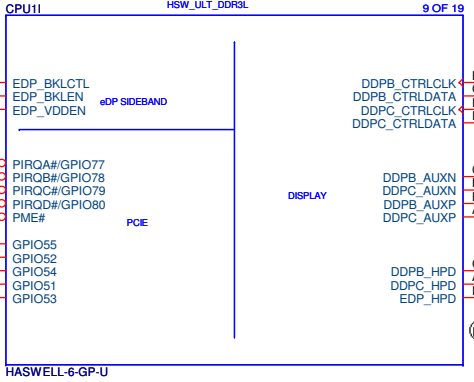 CPU1I
HSW_ULT_DDR3L
9 OF 19
EDP_BKLCTL
EDP_BKLEN
EDP_VDDEN
eDP SIDEBAND
DDPB_CTRLCLK
DDPB_CTRLDATA
DDPC_CTRLCLK
DDPC_CTRLDATA
PIRQA#/GPIO77
PIRQB#/GPIO78
PIRQC#/GPIO79
PIRQD#/GPIO80
PME#
PCIE
GPIO55
GPIO52
GPIO54
GPIO51
GPIO53
DISPLAY
DDPB_AUXN
DDPC_AUXN
DDPB_AUXP
DDPC_AUXP
DDPB_HPD
DDPC_HPD
EDP_HPD
HASWELL-6-GP-U